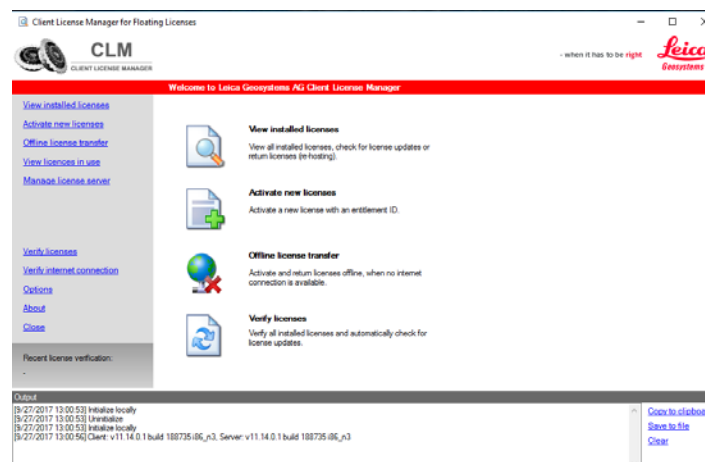 Client License Manager for Floating Licenses
CLM
CLIENT LICENSE MANAGER
- when it has to be right
Leica
Geosystems
Welcome to Leica Geosystems AG Client License Manager
View installed licenses
Activate new licenses
Offline license transfer
View licences in use
Manage license server
Verify licenses
Verify internet connection
Options
About
Close
Recent license verification:
-
View installed licenses
View all installed licenses, check for license updates or
return licenses (re-hosting).
Activate new licenses
Activate a new license with an entitlement ID.
Offline license transfer
Activate and return licenses offline, when no internet
connection is available.
Verify licenses
Verify all installed licenses and automatically check for
license updates.
Output
[9/27/2017 13:00:53] Initialize locally
[9/27/2017 13:00:53] Uninitialize
[9/27/2017 13:00:53] Initialize locally
[9/27/2017 13:00:56] Client: v11.14.0.1 build 188735 i86_n3, Server: v11.14.0.1 build 188735 i86_n3
Copy to clipboa
Save to file
Clear